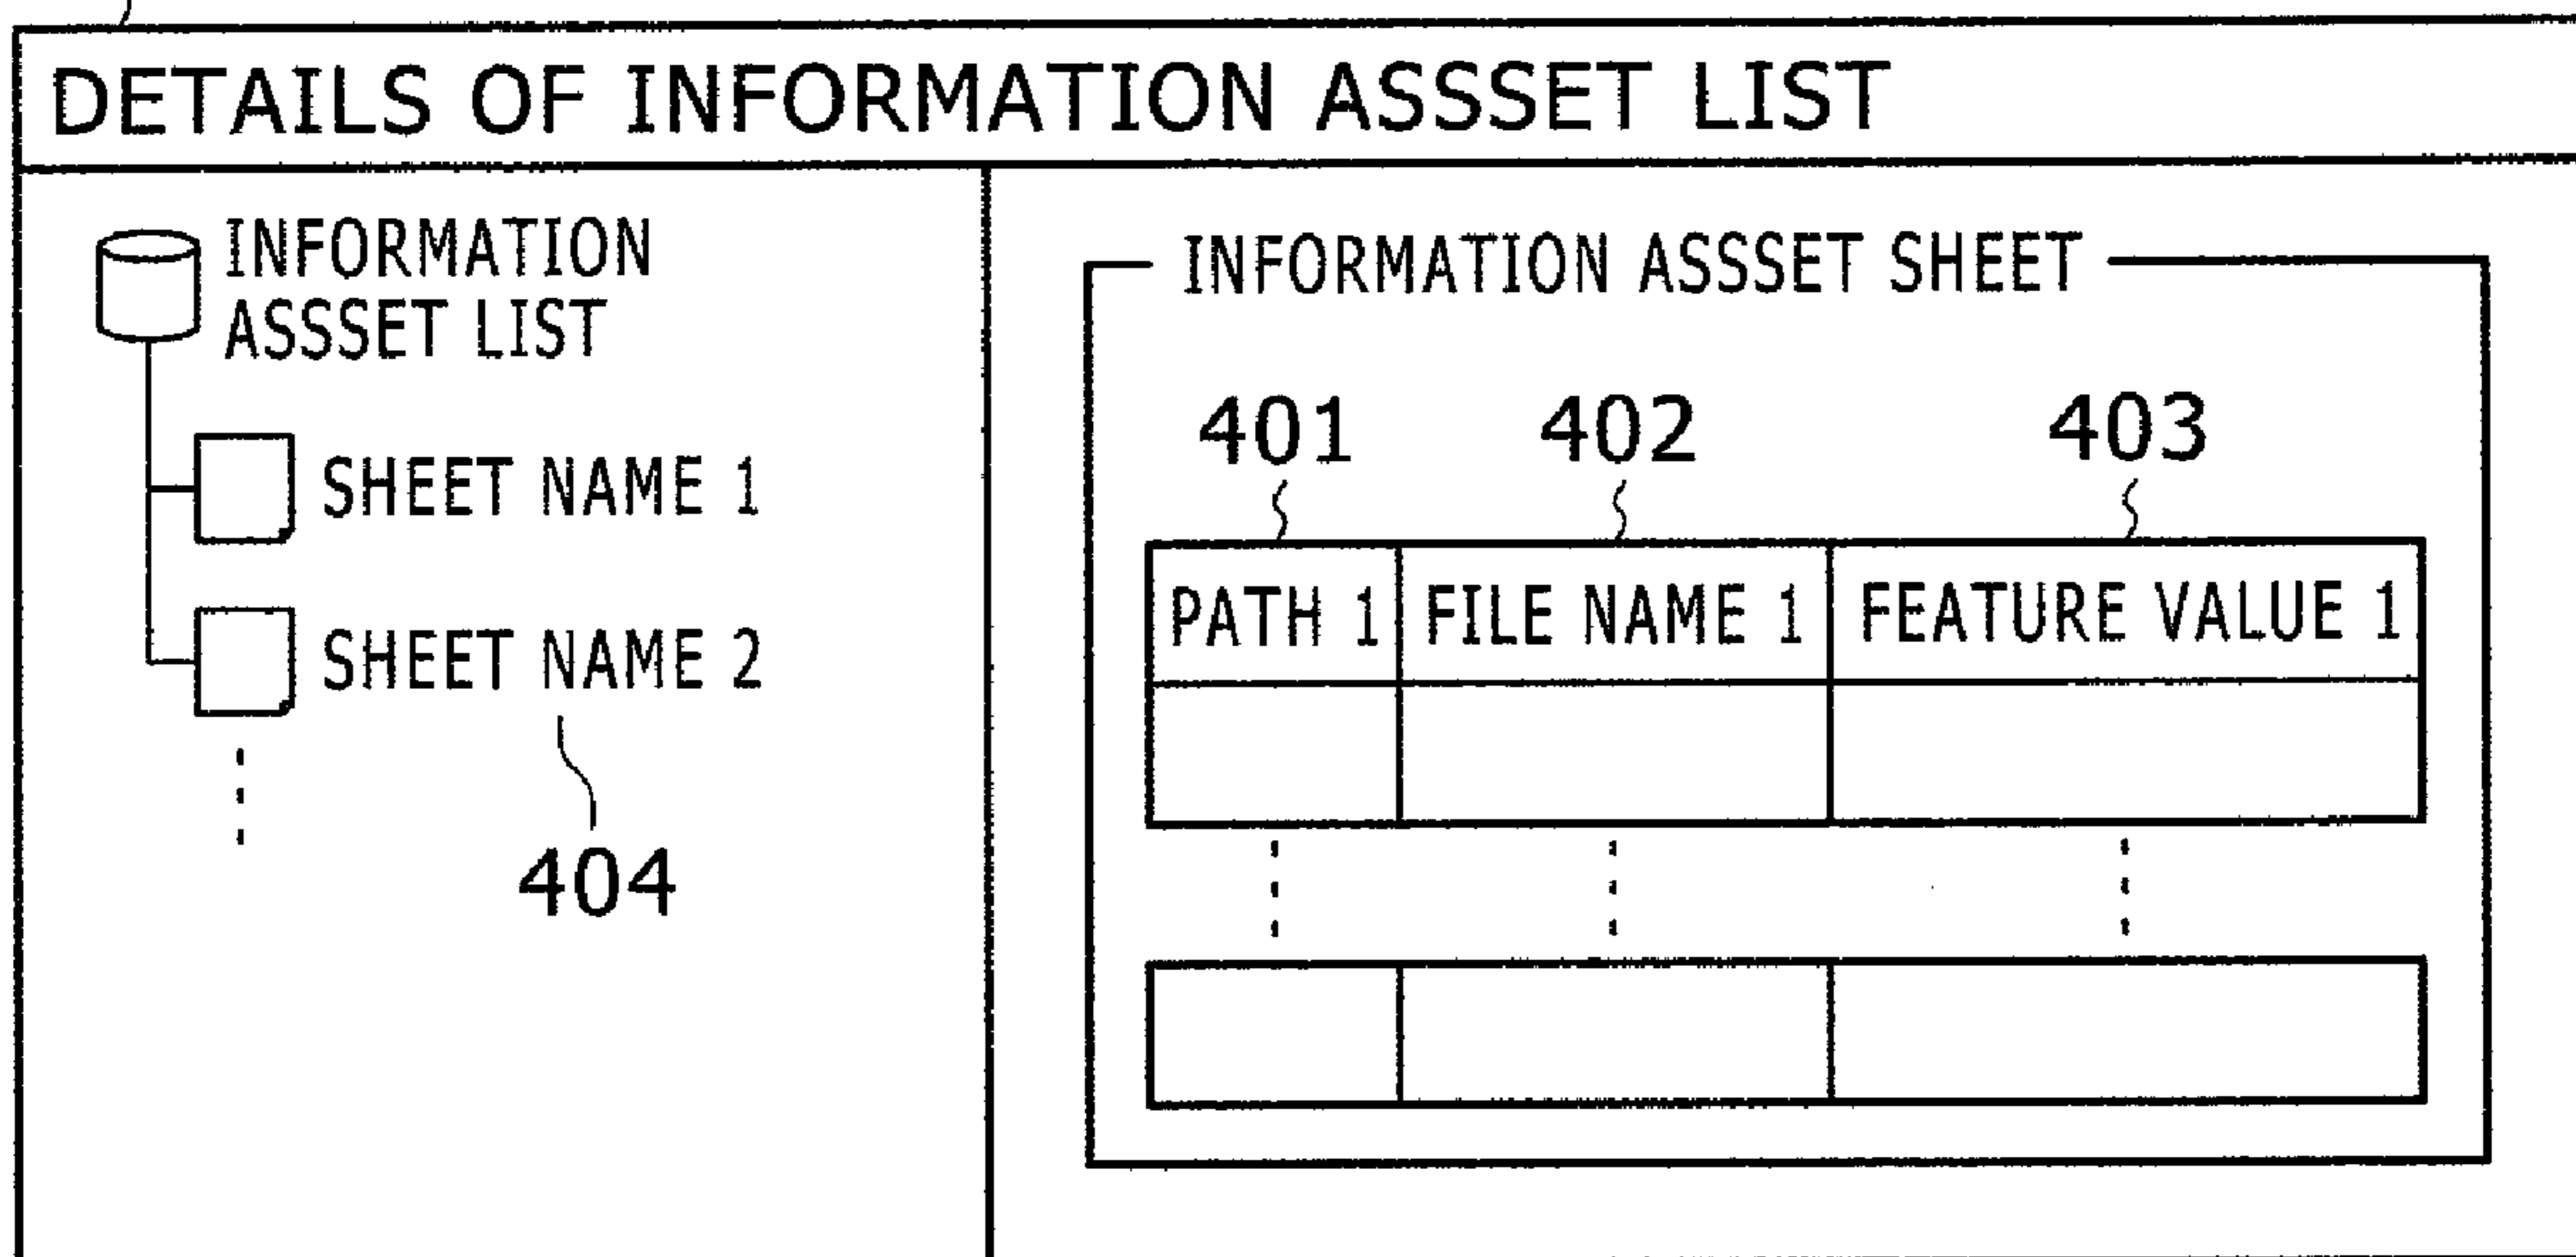 DETAILS OF INFORMATION ASSSET LIST
INFORMATION
ASSSET LIST
SHEET NAME 1
SHEET NAME 2
404
INFORMATION ASSSET SHEET
401 402 403
PATH 1 FILE NAME 1 FEATURE VALUE 1